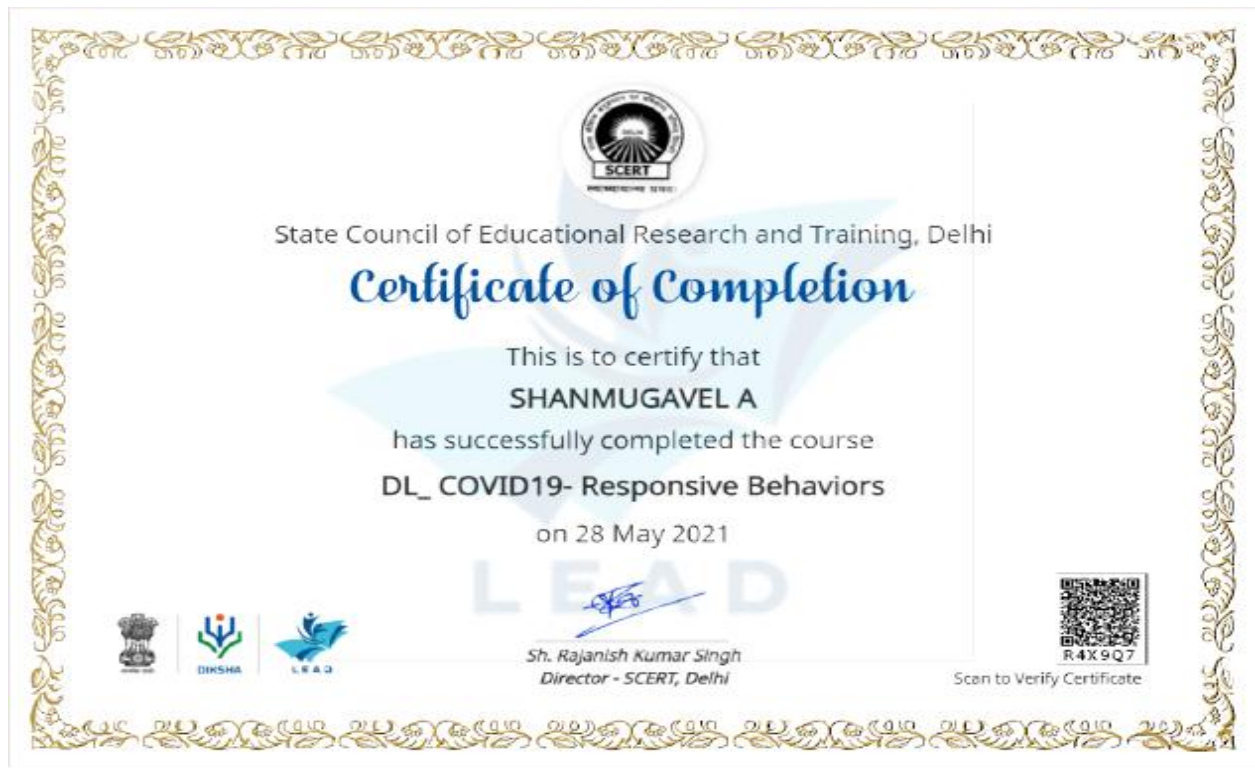 DELHI
SCERT
State Council of Educational Research and Training, Delhi
Certificate of Completion
This is to certify that
SHANMUGAVEL A
has successfully completed the course
DL_ COVID19- Responsive Behaviors
on 28 May 2021
LEAD
DIKSHA
LEAD
Sh. Rajanish Kumar Singh
Director - SCERT, Delhi
R4X9Q7
Scan to Verify Certificate